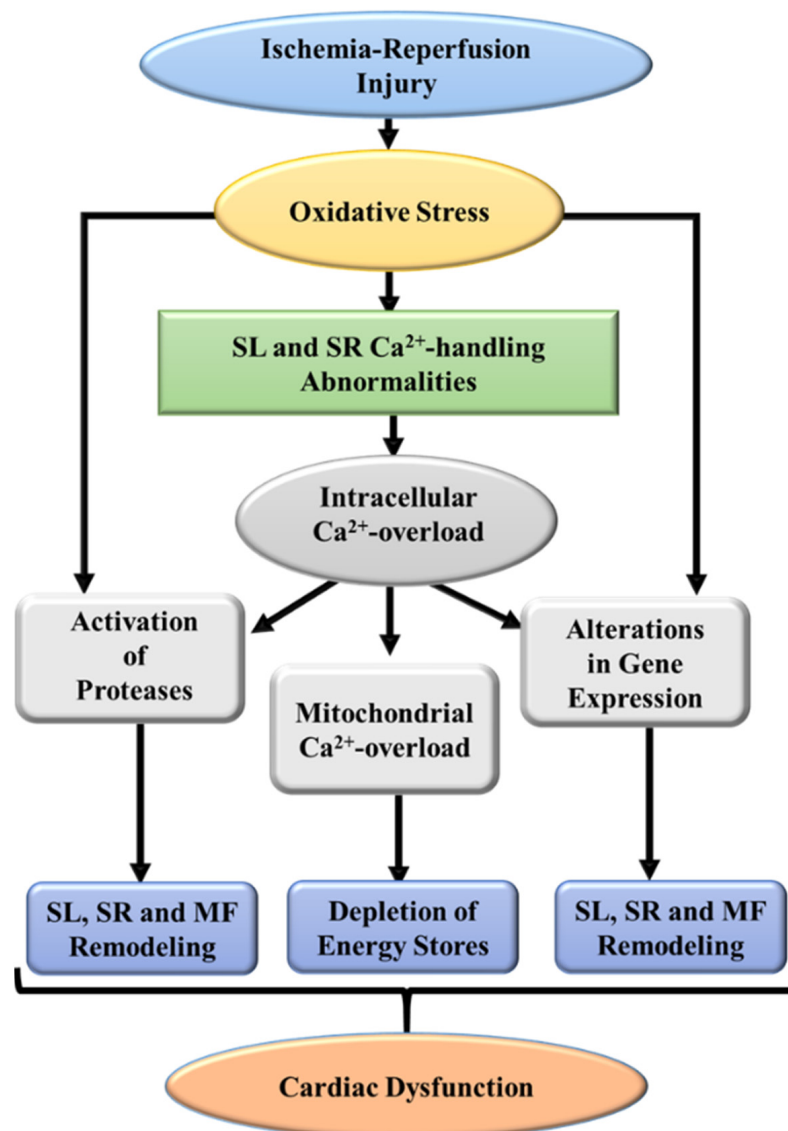 Ischemia-Reperfusion
Injury
Oxidative Stress
SL and SR Ca²⁺-handling
Abnormalities
Intracellular
Ca²⁺-overload
Activation
of
Proteases
Mitochondrial
Ca²⁺-overload
Alterations
in Gene
Expression
SL, SR and MF
Remodeling
Depletion of
Energy Stores
SL, SR and MF
Remodeling
Cardiac Dysfunction